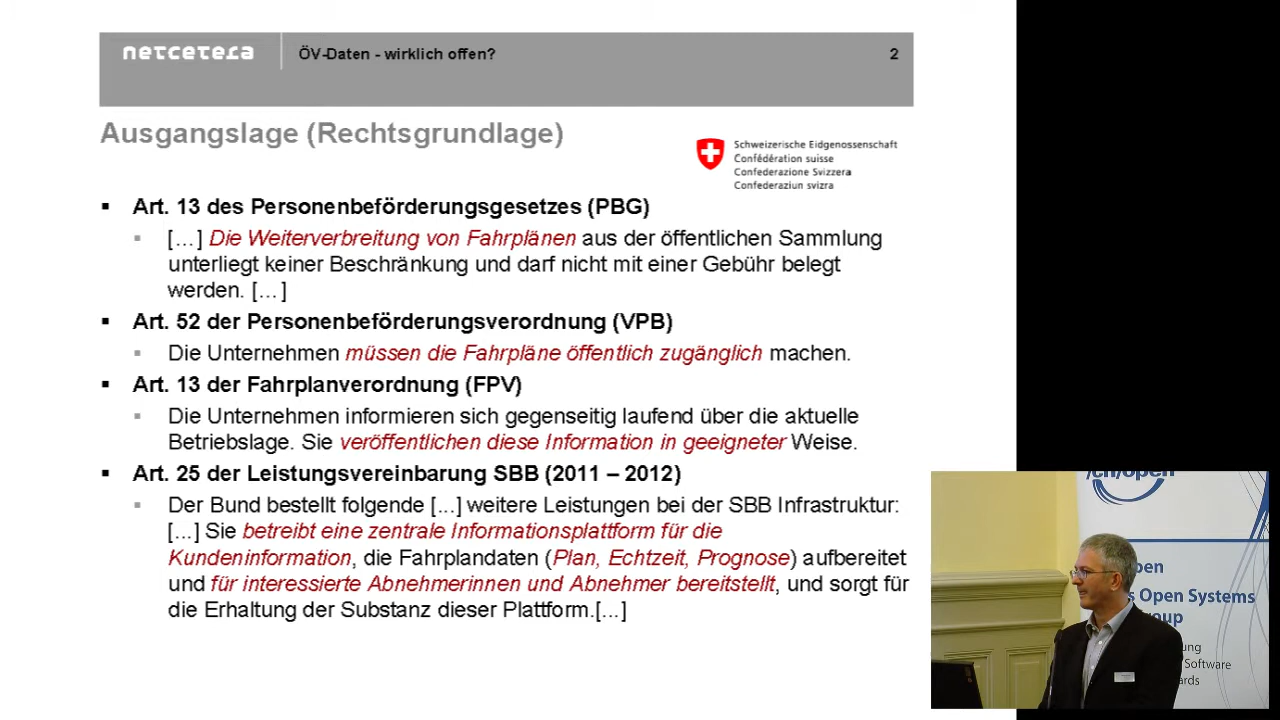 netcetera
ÖV-Daten - wirklich offen?
2
Ausgangslage (Rechtsgrundlage)
Schweizerische Eidgenossenschaft
Confédération suisse
Confederazione Svizzera
Confederaziun svizra
▪ Art. 13 des Personenbeförderungsgesetzes (PBG)
▪ […] Die Weiterverbreitung von Fahrplänen aus der öffentlichen Sammlung
unterliegt keiner Beschränkung und darf nicht mit einer Gebühr belegt
werden. […]
▪ Art. 52 der Personenbeförderungsverordnung (VPB)
▪ Die Unternehmen müssen die Fahrpläne öffentlich zugänglich machen.
▪ Art. 13 der Fahrplanverordnung (FPV)
▪ Die Unternehmen informieren sich gegenseitig laufend über die aktuelle
Betriebslage. Sie veröffentlichen diese Information in geeigneter Weise.
▪ Art. 25 der Leistungsvereinbarung SBB (2011 – 2012)
▪ Der Bund bestellt folgende [...] weitere Leistungen bei der SBB Infrastruktur:
[…] Sie betreibt eine zentrale Informationsplattform für die
Kundeninformation, die Fahrplandaten (Plan, Echtzeit, Prognose) aufbereitet
und für interessierte Abnehmerinnen und Abnehmer bereitstellt, und sorgt für
die Erhaltung der Substanz dieser Plattform.[…]
/ch/open
pen
s Open Systems
up
ung
Software
ards